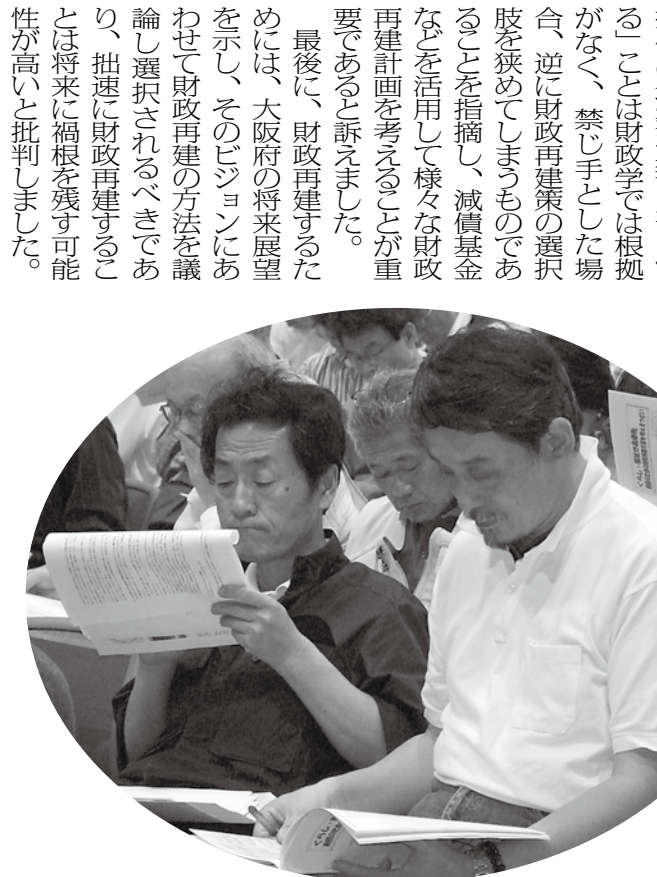 る」ことは財政学では根拠
がなく、禁じ手とした場
合、逆に財政再建策の選択
肢を狭めてしまうものであ
ることを指摘し、減債基金
などを活用して様々な財政
再建計画を考えることが重
要であると訴えました。
　最後に、財政再建するた
めには、大阪府の将来展望
を示し、そのビジョンにあ
わせて財政再建の方法を議
論し選択されるべきであ
り、拙速に財政再建するこ
とは将来に禍根を残す可能
性が高いと批判しました。